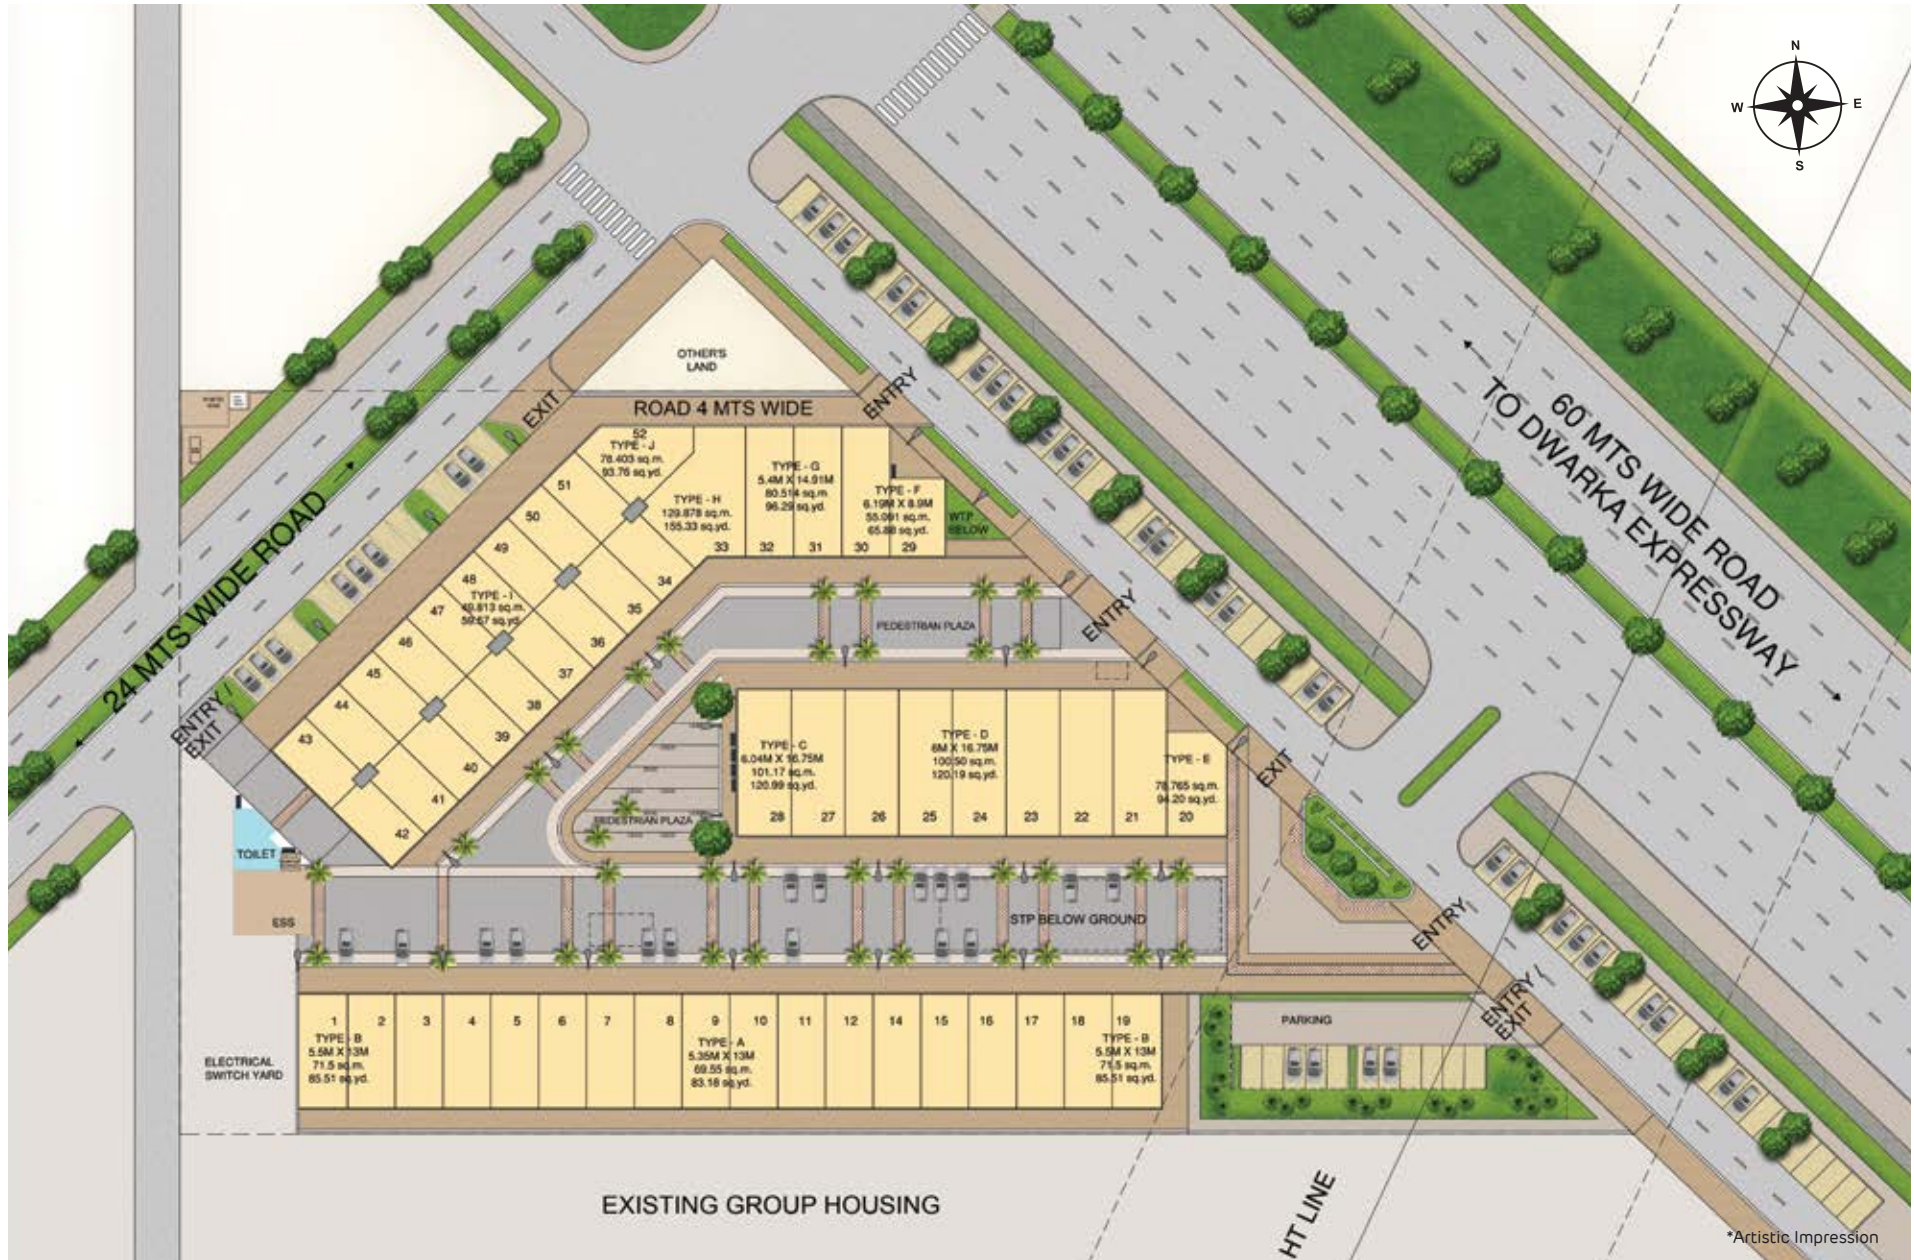 N
W
E
S
OTHER'S
LAND
EXIT
ROAD 4 MTS WIDE
ENTRY
60 MTS WIDE ROAD
TO DWARKA EXPRESSWAY
24 MTS WIDE ROAD
52
TYPE - J
78.403 sq.m.
93.76 sq.yd.
TYPE - H
129.878 sq.m.
155.33 sq.yd.
TYPE - G
5.4M X 14.91M
80.514 sq.m
96.29 sq.yd.
TYPE - F
6.19M X 8.9M
55.091 sq.m.
65.88 sq.yd.
WTP
BELOW
33
32
31
30
29
51
50
49
48
47
46
45
44
43
TYPE - I
49.813 sq.m.
59.57 sq.yd.
34
35
36
37
38
39
40
41
42
PEDESTRIAN PLAZA
ENTRY
ENTRY /
EXIT
TYPE - C
6.04M X 16.75M
101.17 sq.m.
120.99 sq.yd.
TYPE - D
6M X 16.75M
100.50 sq.m.
120.19 sq.yd.
TYPE - E
78.765 sq.m.
94.20 sq.yd.
28
27
26
25
24
23
22
21
20
EXIT
PEDESTRIAN PLAZA
TOILET
ESS
STP BELOW GROUND
ENTRY
ENTRY /
EXIT
1
2
3
4
5
6
7
8
9
10
11
12
14
15
16
17
18
19
TYPE - B
5.5M X 13M
71.5 sq.m.
85.51 sq.yd.
TYPE - A
5.35M X 13M
69.55 sq.m.
83.18 sq.yd.
TYPE - B
5.5M X 13M
71.5 sq.m.
85.51 sq.yd.
PARKING
ELECTRICAL
SWITCH YARD
EXISTING GROUP HOUSING
HT LINE
*Artistic Impression